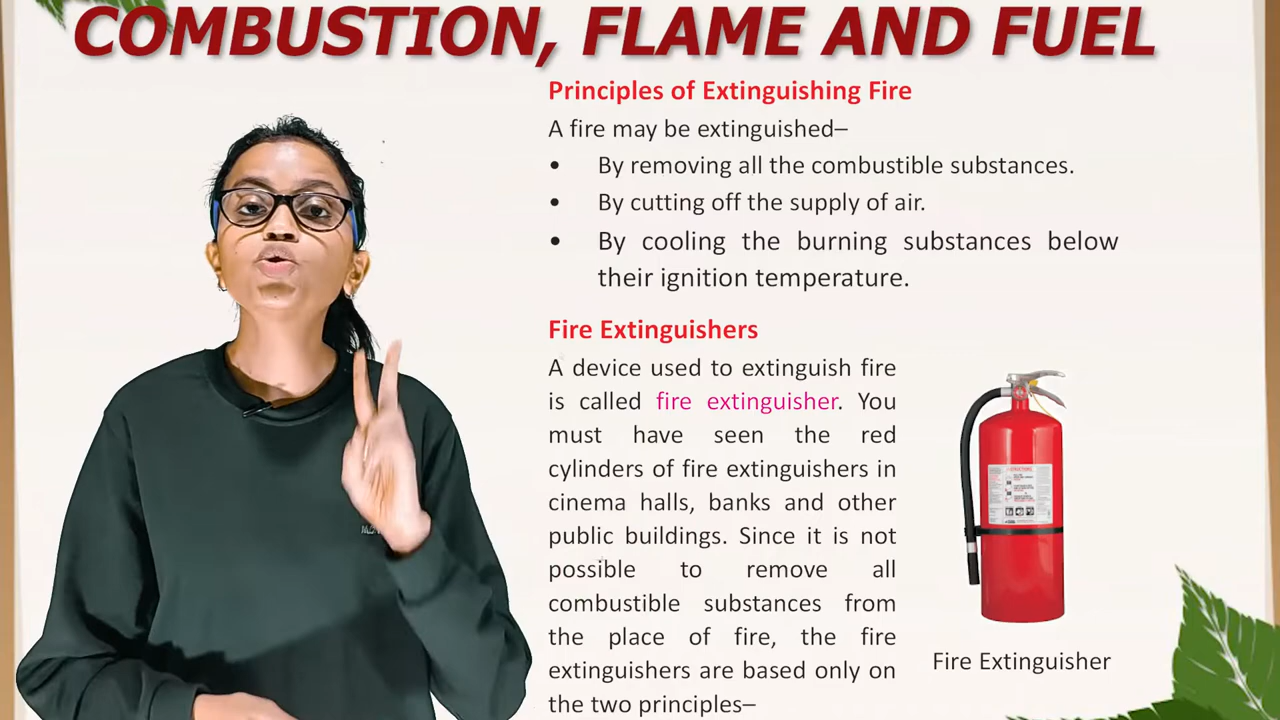 COMBUSTION, FLAME AND FUEL
Principles of Extinguishing Fire
A fire may be extinguished–
• By removing all the combustible substances.
• By cutting off the supply of air.
• By cooling the burning substances below
their ignition temperature.
Fire Extinguishers
A device used to extinguish fire
is called fire extinguisher. You
must have seen the red
cylinders of fire extinguishers in
cinema halls, banks and other
public buildings. Since it is not
possible to remove all
combustible substances from
the place of fire, the fire
extinguishers are based only on
the two principles–
Fire Extinguisher